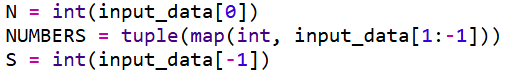 N = int(input_data[0])
NUMBERS = tuple(map(int, input_data[1:-1]))
S = int(input_data[-1])